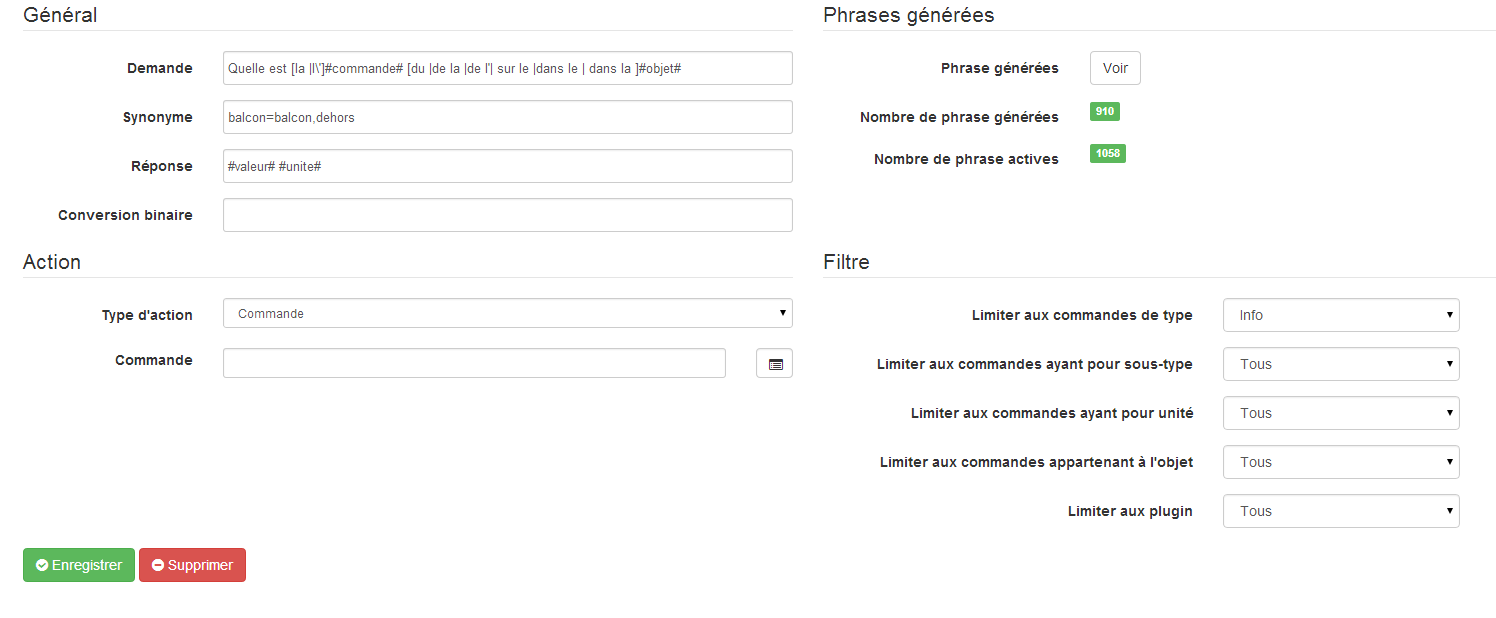 Général
Demande
Quelle est [la |l\']#commande# [du |de la |de l'| sur le |dans le | dans la ]#objet#
Synonyme
balcon=balcon,dehors
Réponse
#valeur# #unite#
Conversion binaire
Phrases générées
Phrase générées
Voir
Nombre de phrase générées
910
Nombre de phrase actives
1058
Action
Type d'action
Commande
Commande
Filtre
Limiter aux commandes de type
Info
Limiter aux commandes ayant pour sous-type
Tous
Limiter aux commandes ayant pour unité
Tous
Limiter aux commandes appartenant à l'objet
Tous
Limiter aux plugin
Tous
Enregistrer
Supprimer